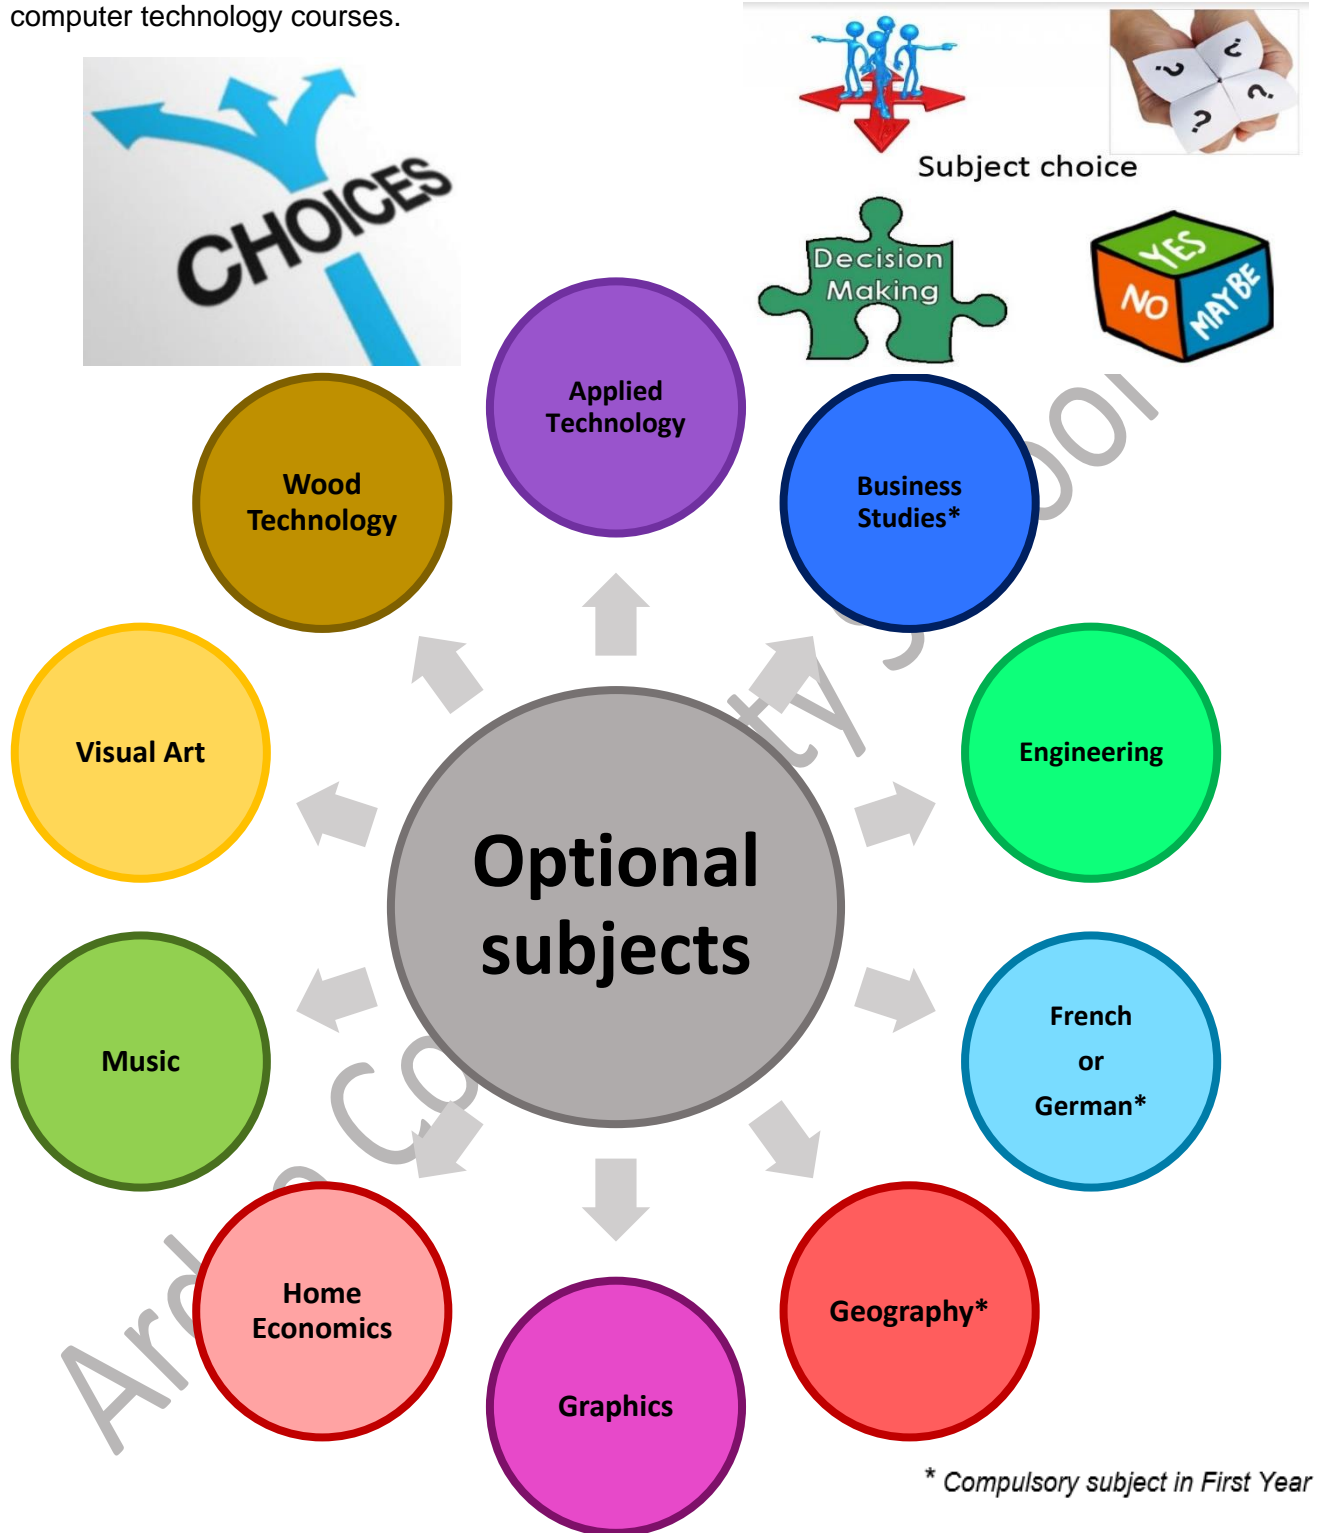 computer technology courses.
CHOICES
Subject choice
? ? ? ?
Decision
Making
YES
NO
MAYBE
Applied
Technology
Business
Studies*
Engineering
French
or
German*
Geography*
Graphics
Home
Economics
Music
Visual Art
Wood
Technology
Optional
subjects
* Compulsory subject in First Year